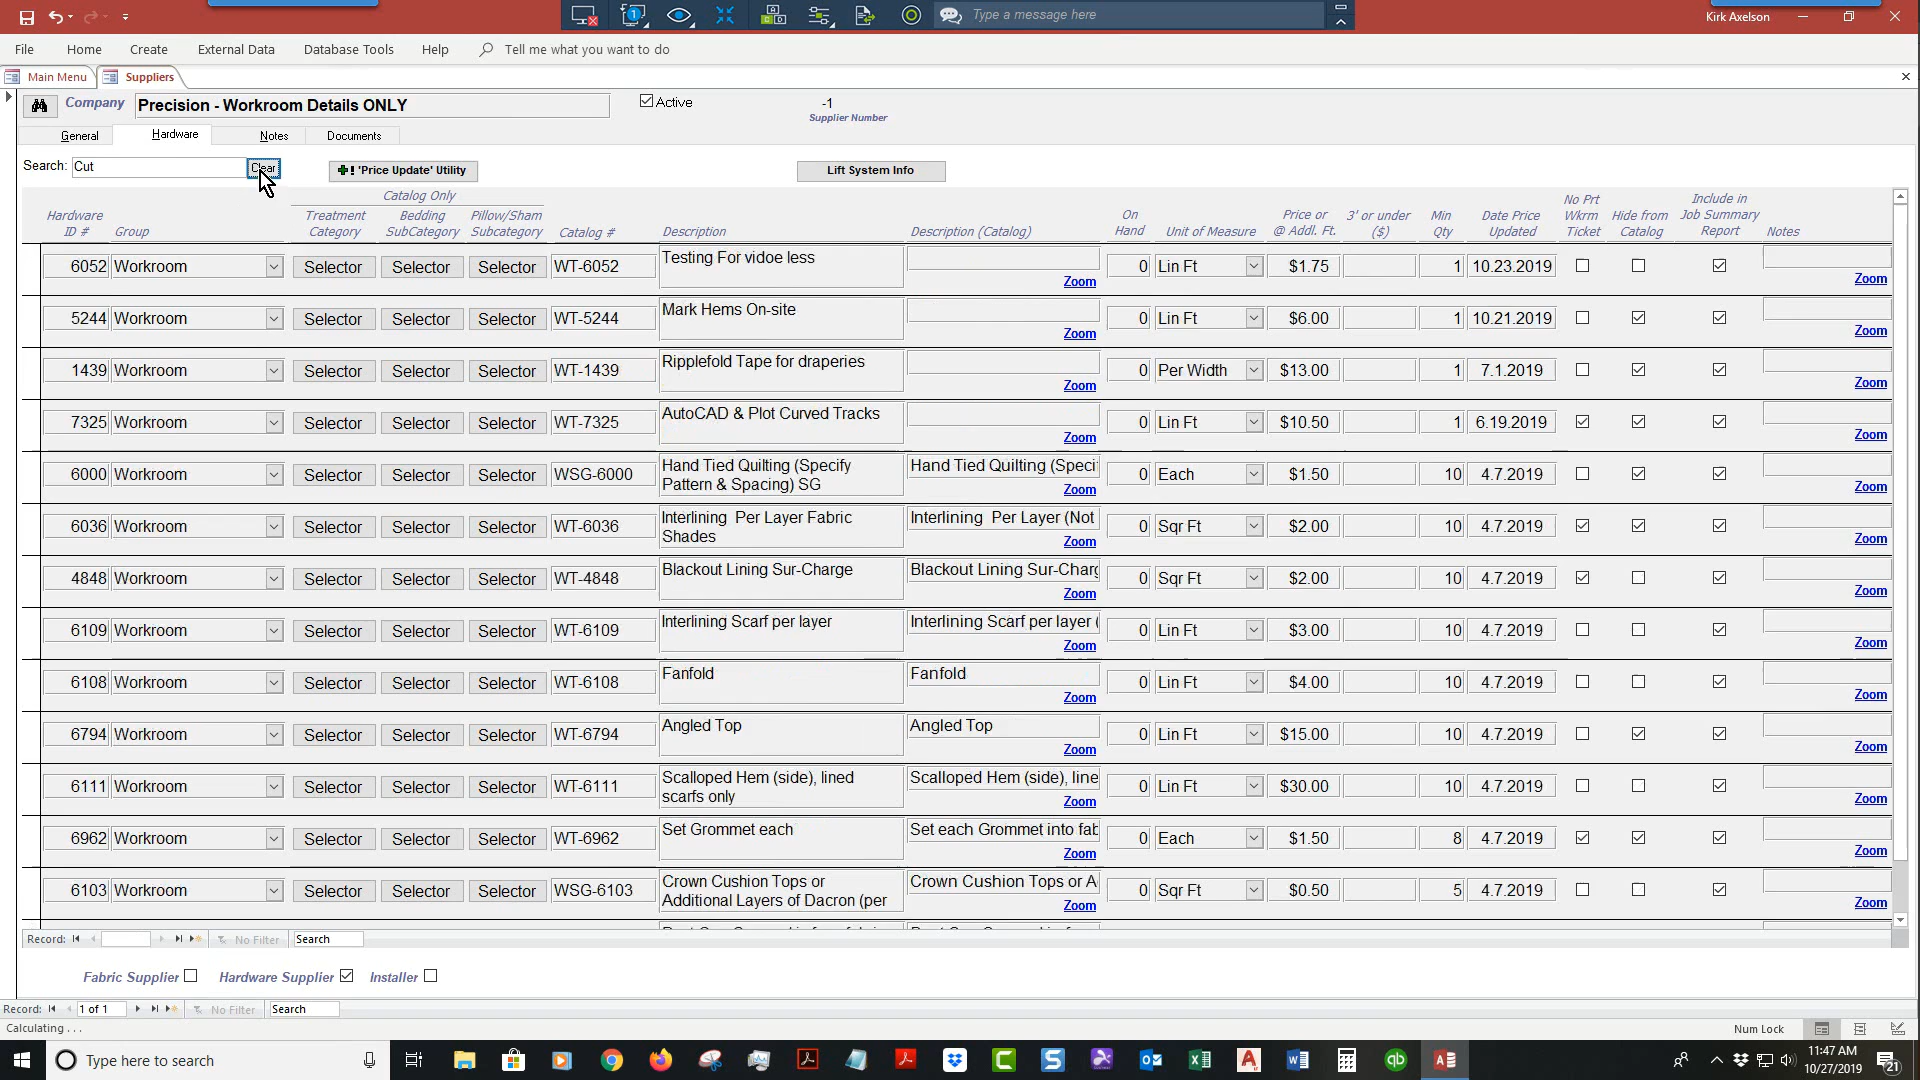 Type a message here
Kirk Axelson
File Home Create External Data Database Tools Help Tell me what you want to do
Main Menu Suppliers
Company Precision - Workroom Details ONLY Active -1
Supplier Number
General Hardware Notes Documents
Search: Cut Clear ! 'Price Update' Utility Lift System Info
Catalog Only
Hardware ID # Group Treatment Category Bedding SubCategory Pillow/Sham Subcategory Catalog # Description Description (Catalog) On Hand Unit of Measure Price or @ Addl. Ft. 3' or under ($) Min Qty Date Price Updated No Prt Wkrm Ticket Hide from Catalog Include in Job Summary Report Notes
6052 Workroom Selector Selector Selector WT-6052 Testing For vidoe less Zoom 0 Lin Ft $1.75 1 10.23.2019 Zoom
5244 Workroom Selector Selector Selector WT-5244 Mark Hems On-site Zoom 0 Lin Ft $6.00 1 10.21.2019 Zoom
1439 Workroom Selector Selector Selector WT-1439 Ripplefold Tape for draperies Zoom 0 Per Width $13.00 1 7.1.2019 Zoom
7325 Workroom Selector Selector Selector WT-7325 AutoCAD & Plot Curved Tracks Zoom 0 Lin Ft $10.50 1 6.19.2019 Zoom
6000 Workroom Selector Selector Selector WSG-6000 Hand Tied Quilting (Specify Pattern & Spacing) SG Hand Tied Quilting (Speci Zoom 0 Each $1.50 10 4.7.2019 Zoom
6036 Workroom Selector Selector Selector WT-6036 Interlining Per Layer Fabric Shades Interlining Per Layer (Not Zoom 0 Sqr Ft $2.00 10 4.7.2019 Zoom
4848 Workroom Selector Selector Selector WT-4848 Blackout Lining Sur-Charge Blackout Lining Sur-Charg Zoom 0 Sqr Ft $2.00 10 4.7.2019 Zoom
6109 Workroom Selector Selector Selector WT-6109 Interlining Scarf per layer Interlining Scarf per layer ( Zoom 0 Lin Ft $3.00 10 4.7.2019 Zoom
6108 Workroom Selector Selector Selector WT-6108 Fanfold Fanfold Zoom 0 Lin Ft $4.00 10 4.7.2019 Zoom
6794 Workroom Selector Selector Selector WT-6794 Angled Top Angled Top Zoom 0 Lin Ft $15.00 10 4.7.2019 Zoom
6111 Workroom Selector Selector Selector WT-6111 Scalloped Hem (side), lined scarfs only Scalloped Hem (side), line Zoom 0 Lin Ft $30.00 10 4.7.2019 Zoom
6962 Workroom Selector Selector Selector WT-6962 Set Grommet each Set each Grommet into fab Zoom 0 Each $1.50 8 4.7.2019 Zoom
6103 Workroom Selector Selector Selector WSG-6103 Crown Cushion Tops or Additional Layers of Dacron (per Crown Cushion Tops or A Zoom 0 Sqr Ft $0.50 5 4.7.2019 Zoom
Record: No Filter Search
Fabric Supplier Hardware Supplier Installer
Record: 1 of 1 No Filter Search
Calculating . . . Num Lock
Type here to search 11:47 AM
10/27/2019 21